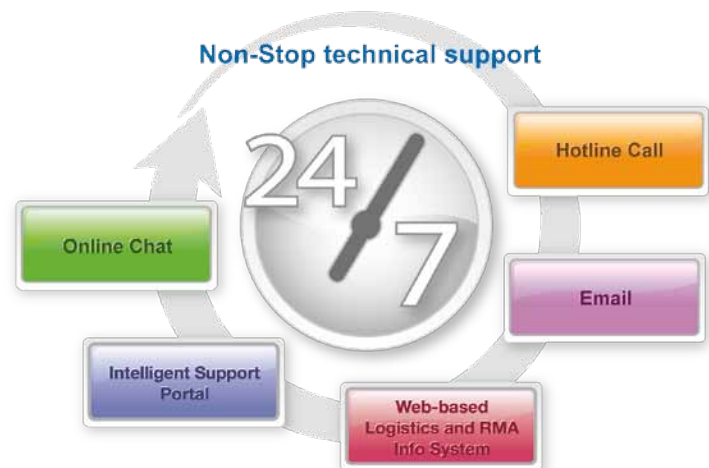 Non-Stop technical support
24
7
Hotline Call
Email
Web-based
Logistics and RMA
Info System
Intelligent Support
Portal
Online Chat